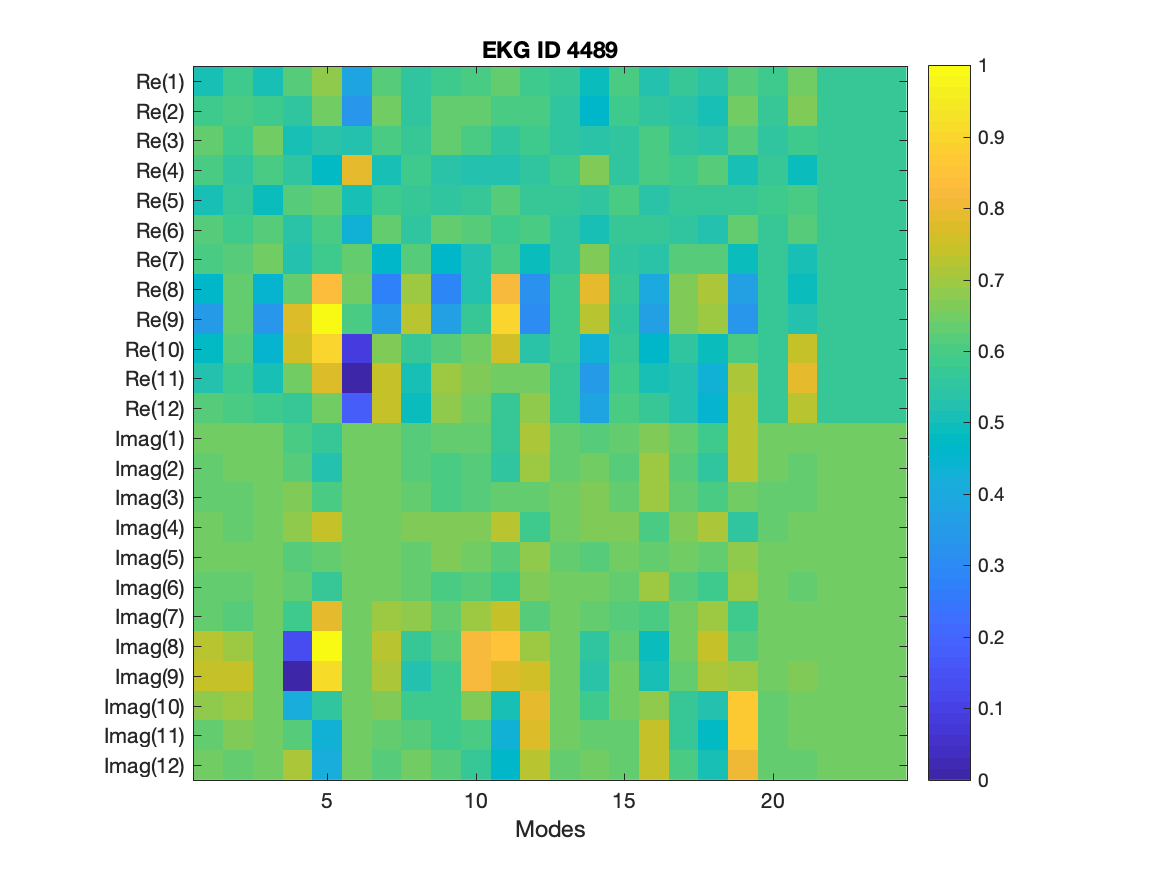 EKG ID 4489
Re(1)
Re(2)
Re(3)
Re(4)
Re(5)
Re(6)
Re(7)
Re(8)
Re(9)
Re(10)
Re(11)
Re(12)
Imag(1)
Imag(2)
Imag(3)
Imag(4)
Imag(5)
Imag(6)
Imag(7)
Imag(8)
Imag(9)
Imag(10)
Imag(11)
Imag(12)
5 10 15 20
Modes
1
0.9
0.8
0.7
0.6
0.5
0.4
0.3
0.2
0.1
0